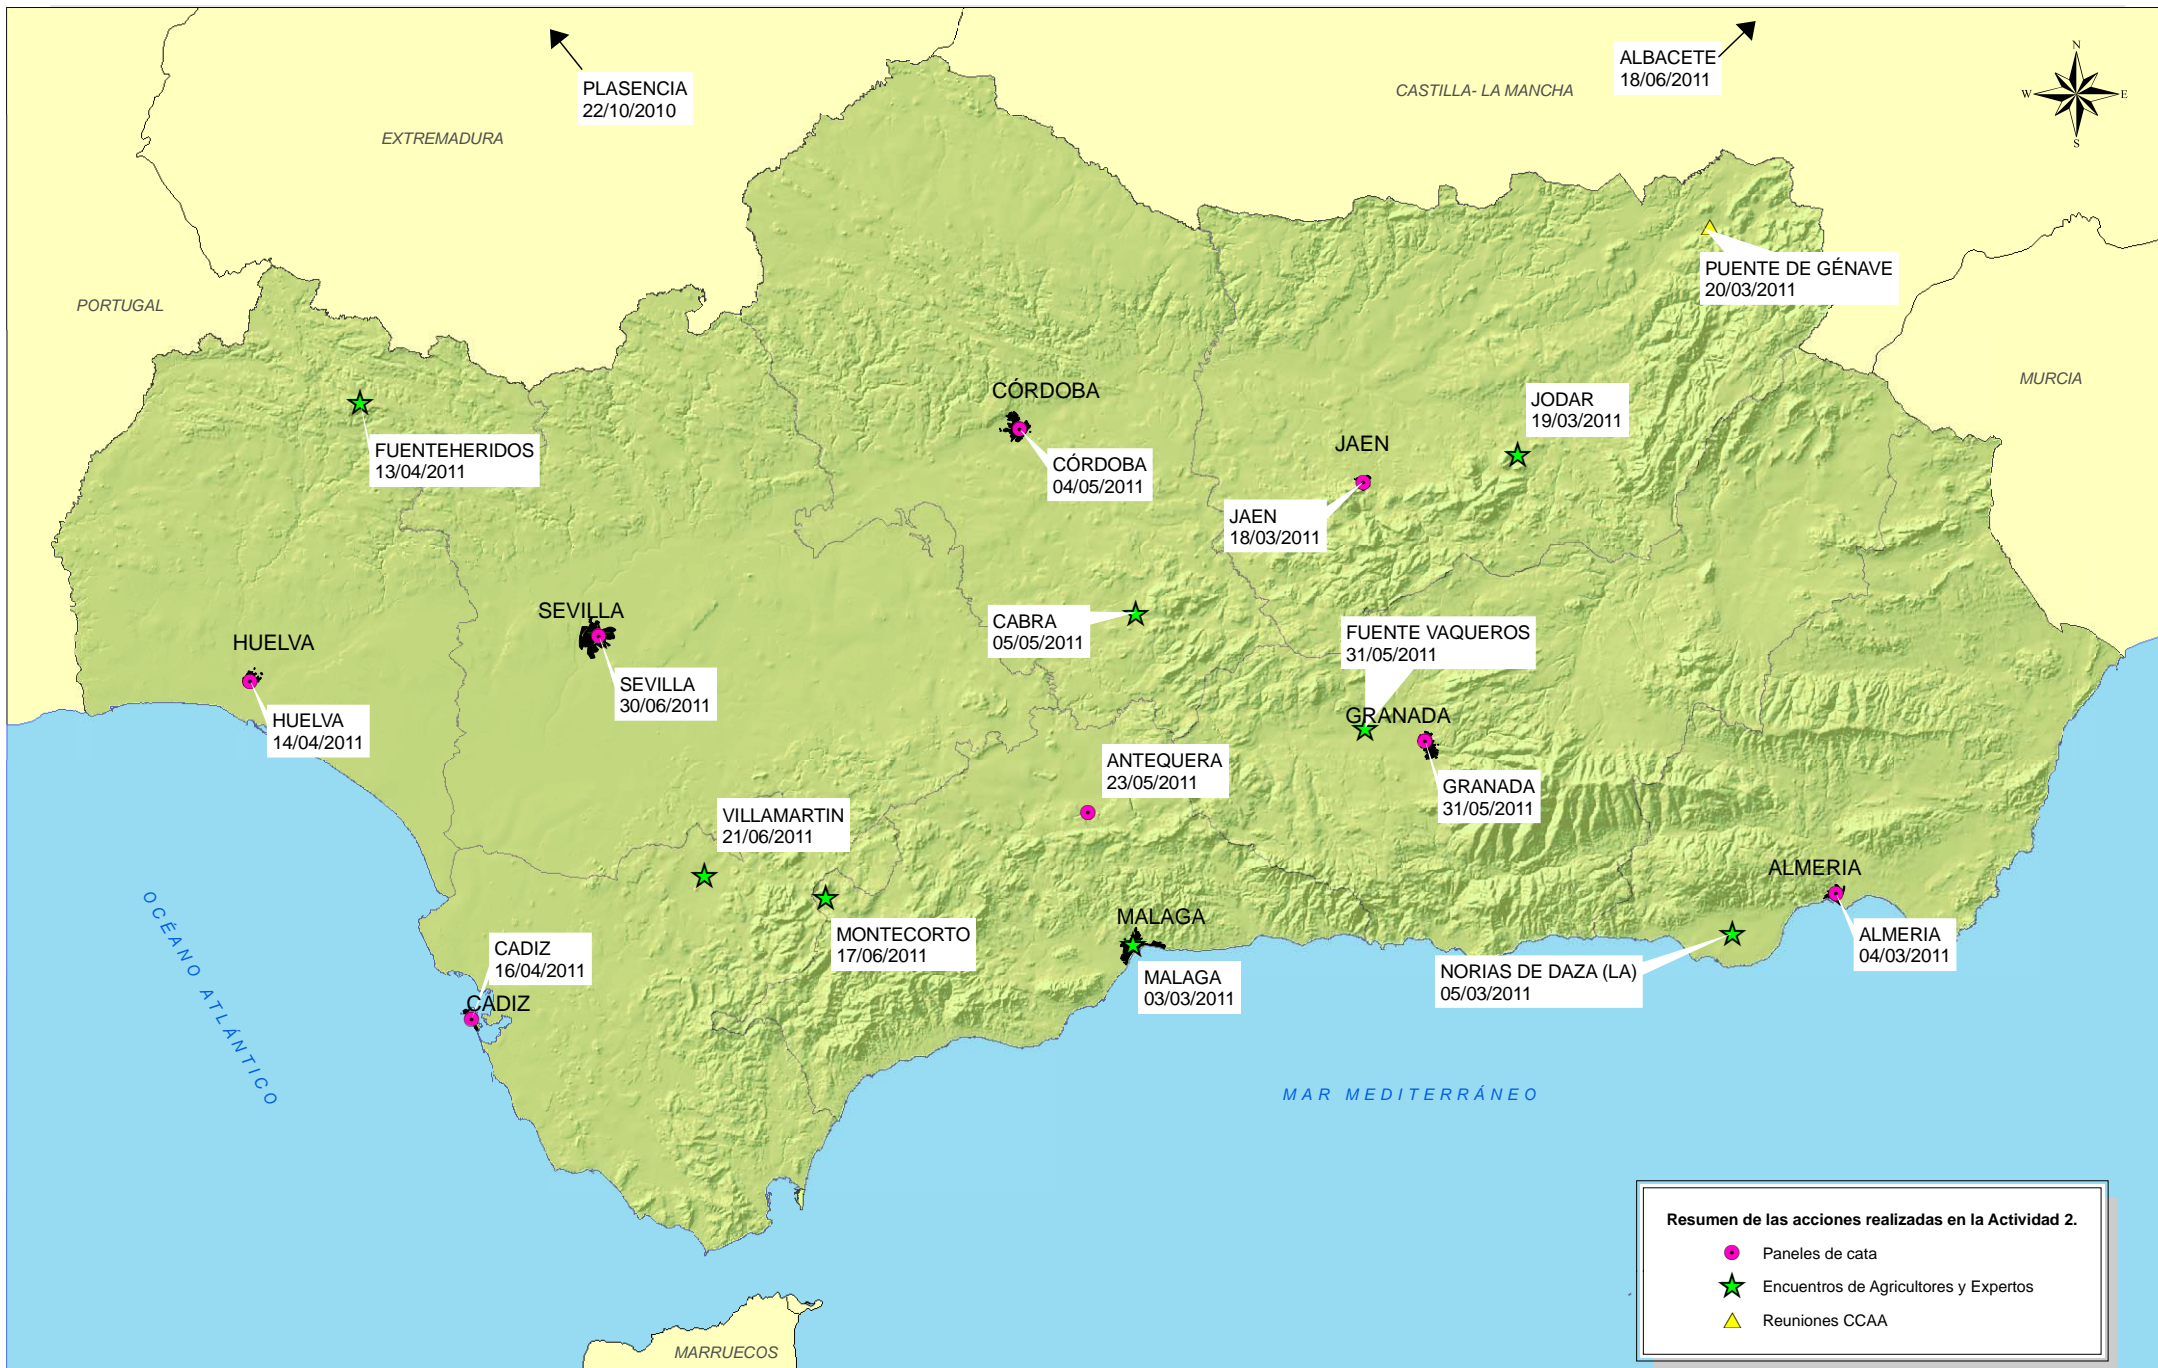 PLASENCIA
22/10/2010
ALBACETE
18/06/2011
CASTILLA- LA MANCHA
N
W
E
S
EXTREMADURA
PORTUGAL
PUENTE DE GÉNAVE
20/03/2011
MURCIA
FUENTEHERIDOS
13/04/2011
CÓRDOBA
CÓRDOBA
04/05/2011
JODAR
19/03/2011
JAEN
JAEN
18/03/2011
SEVILLA
SEVILLA
30/06/2011
HUELVA
HUELVA
14/04/2011
CABRA
05/05/2011
FUENTE VAQUEROS
31/05/2011
GRANADA
GRANADA
31/05/2011
ANTEQUERA
23/05/2011
VILLAMARTIN
21/06/2011
MONTECORTO
17/06/2011
MALAGA
MALAGA
03/03/2011
ALMERIA
ALMERIA
04/03/2011
NORIAS DE DAZA (LA)
05/03/2011
CADIZ
16/04/2011
CADIZ
OCÉANO ATLÁNTICO
MAR MEDITERRÁNEO
MARRUECOS
Resumen de las acciones realizadas en la Actividad 2.
Paneles de cata
Encuentros de Agricultores y Expertos
Reuniones CCAA